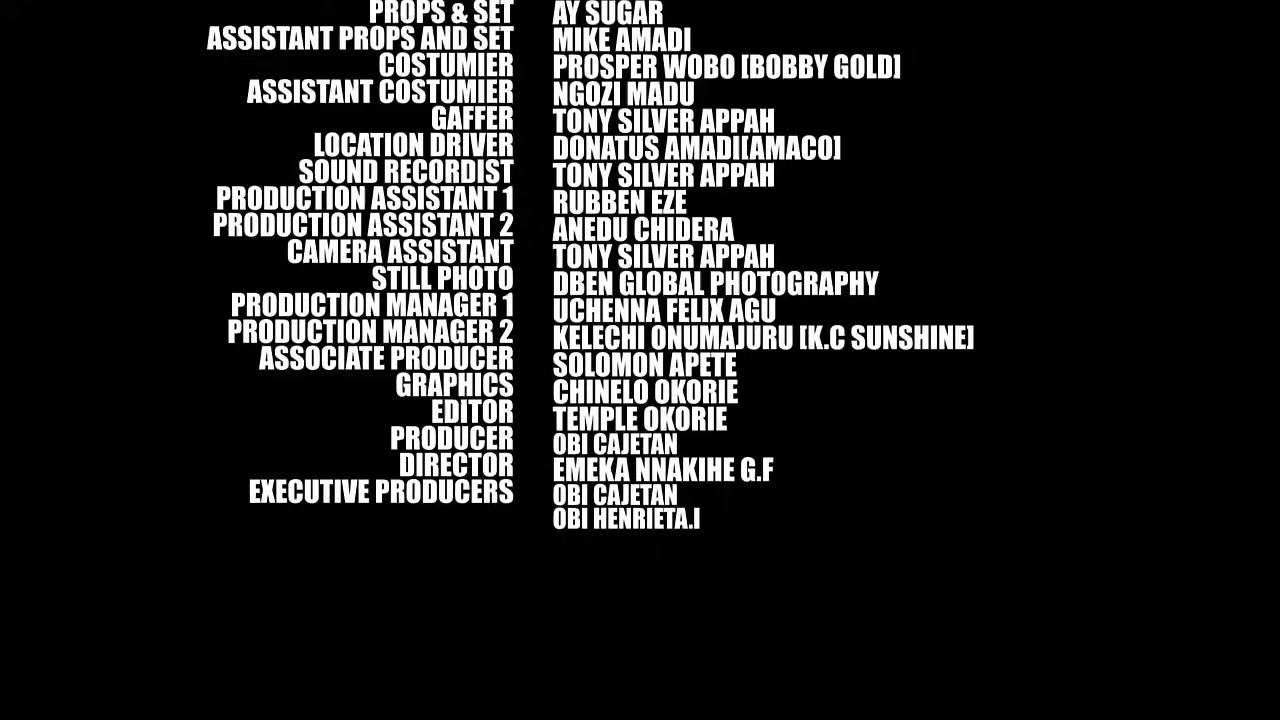 PROPS & SET AY SUGAR
ASSISTANT PROPS AND SET MIKE AMADI
COSTUMIER PROSPER WOBO [BOBBY GOLD]
ASSISTANT COSTUMIER NGOZI MADU
GAFFER TONY SILVER APPAH
LOCATION DRIVER DONATUS AMADI[AMACO]
SOUND RECORDIST TONY SILVER APPAH
PRODUCTION ASSISTANT 1 RUBBEN EZE
PRODUCTION ASSISTANT 2 ANEDU CHIDERA
CAMERA ASSISTANT TONY SILVER APPAH
STILL PHOTO DBEN GLOBAL PHOTOGRAPHY
PRODUCTION MANAGER 1 UCHENNA FELIX AGU
PRODUCTION MANAGER 2 KELECHI ONUMAJURU [K.C SUNSHINE]
ASSOCIATE PRODUCER SOLOMON APETE
GRAPHICS CHINELO OKORIE
EDITOR TEMPLE OKORIE
PRODUCER OBI CAJETAN
DIRECTOR EMEKA NNAKIHE G.F
EXECUTIVE PRODUCERS OBI CAJETAN
OBI HENRIETA.I